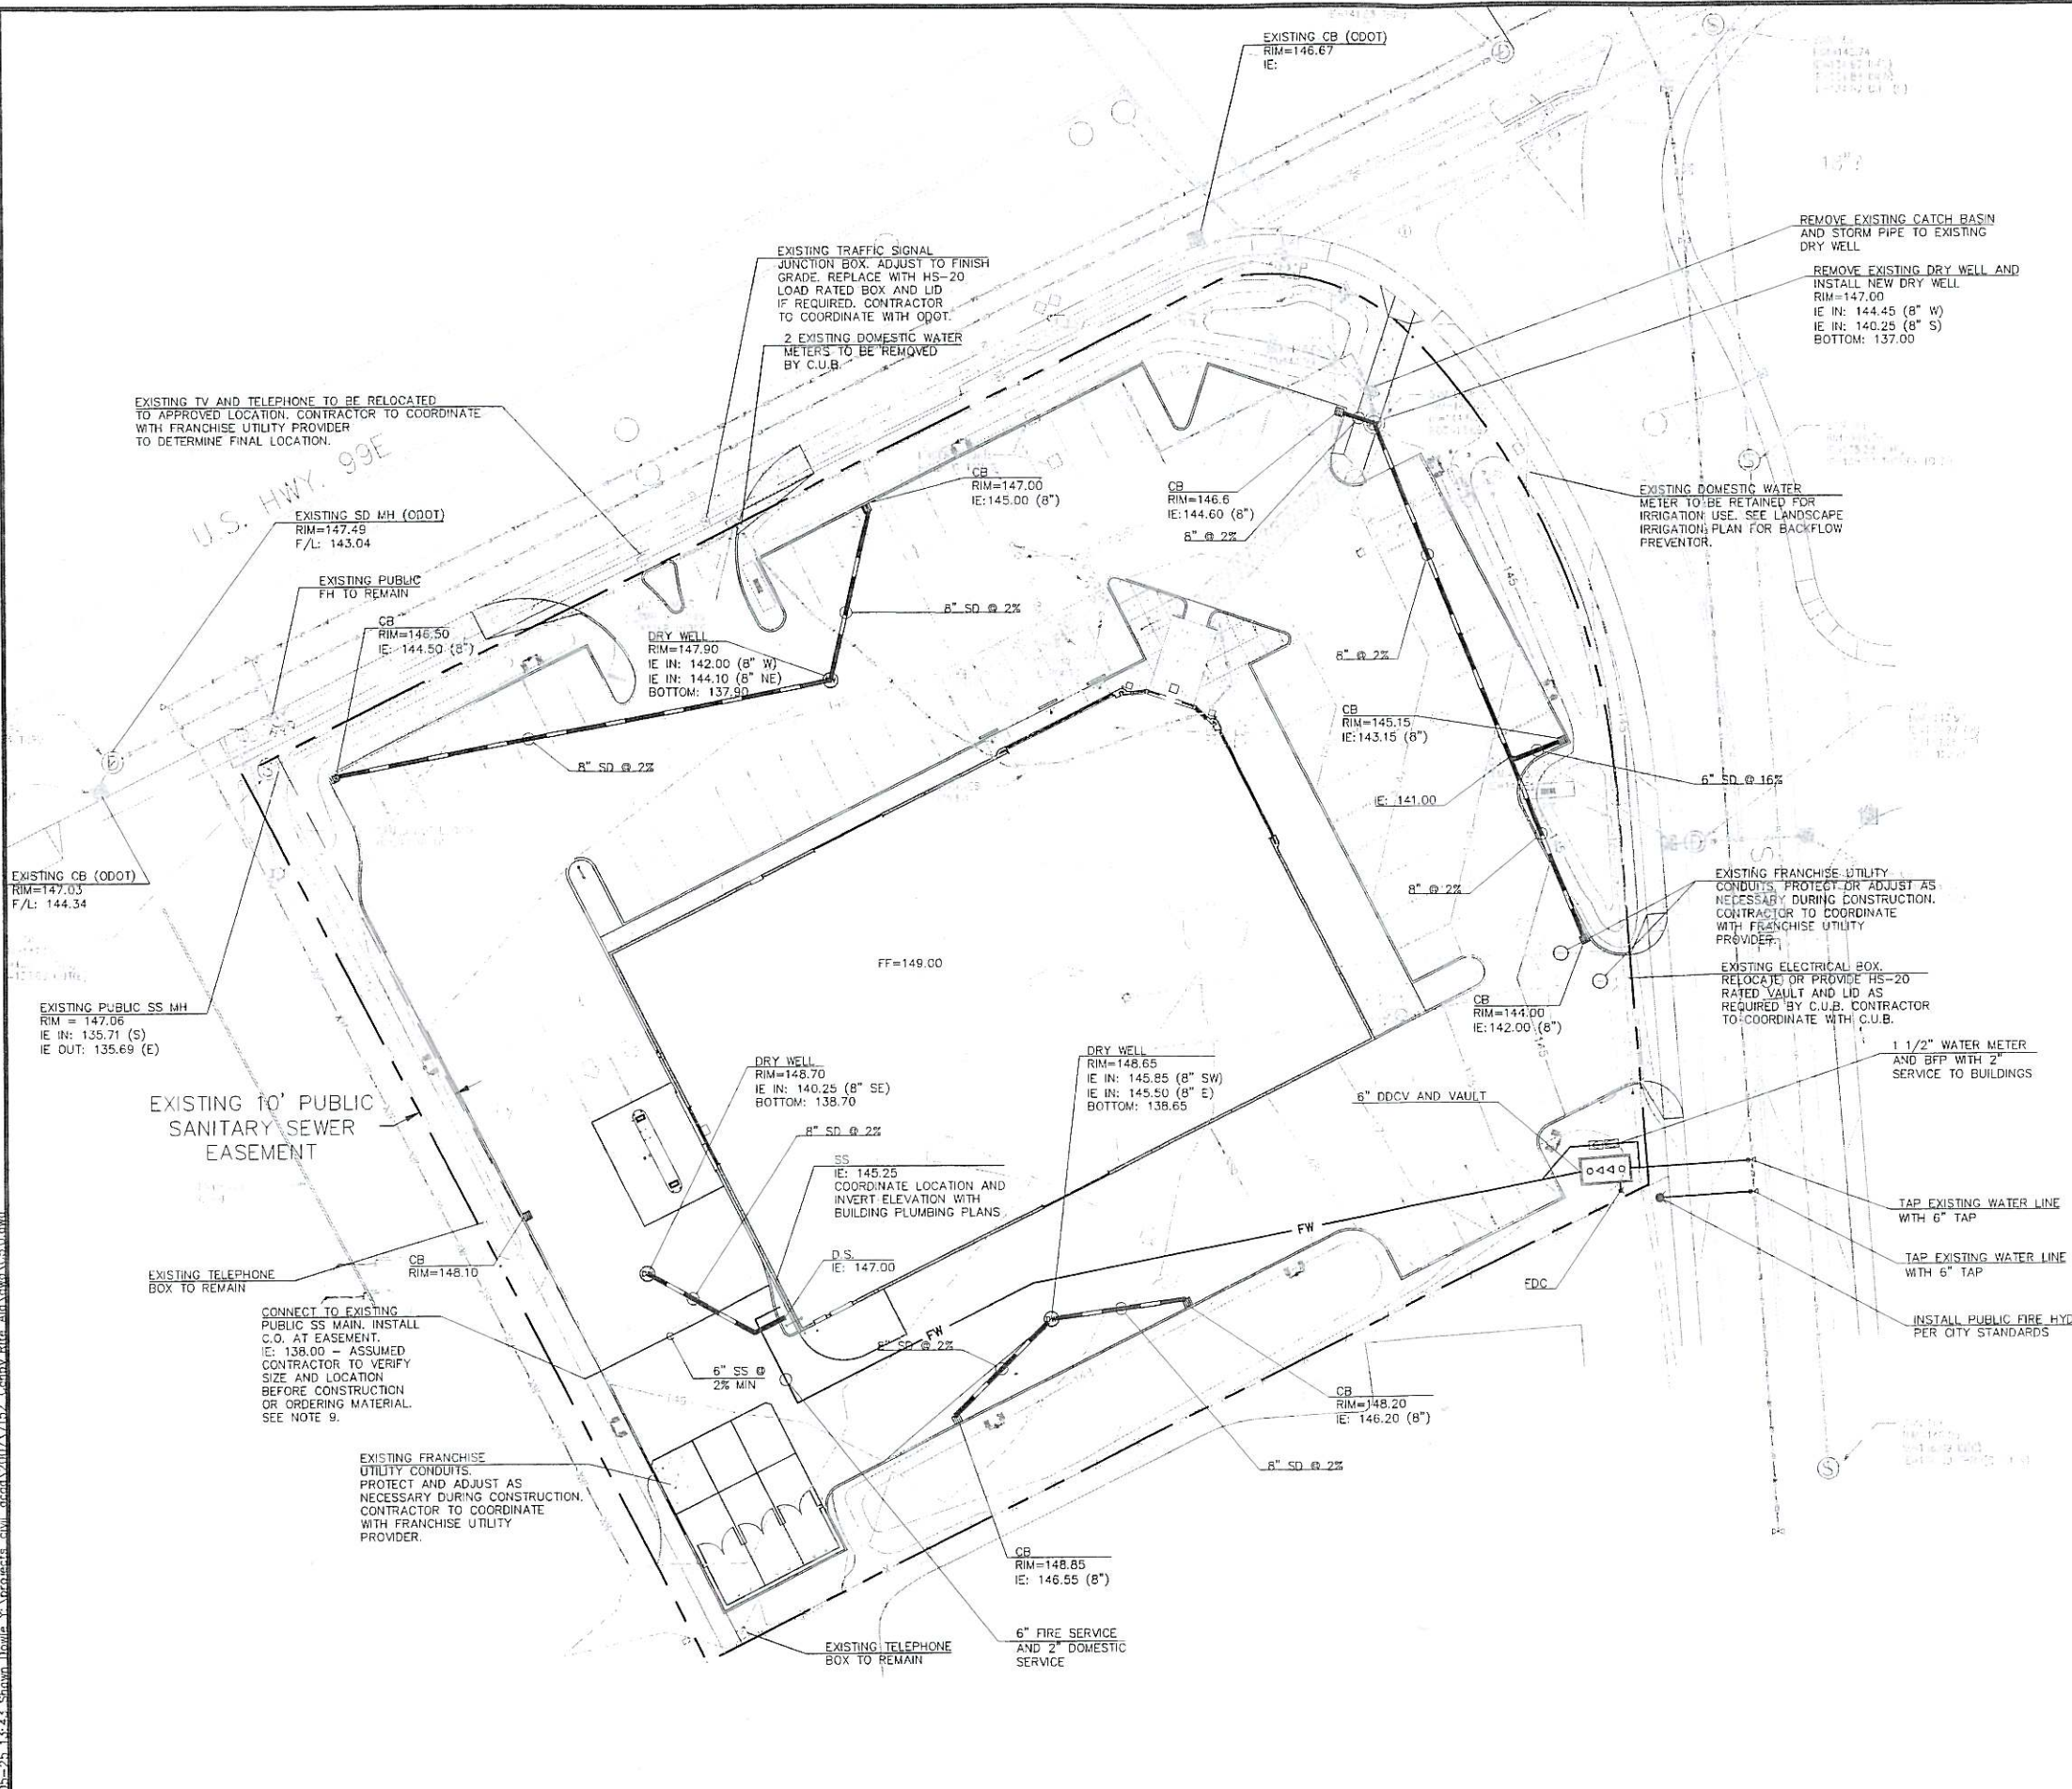 EXISTING CB (ODOT)
RIM=146.67
IE:
REMOVE EXISTING CATCH BASIN
AND STORM PIPE TO EXISTING
DRY WELL
REMOVE EXISTING DRY WELL AND
INSTALL NEW DRY WELL
RIM=147.00
IE IN: 144.45 (8" W)
IE IN: 140.25 (8" S)
BOTTOM: 137.00
EXISTING TRAFFIC SIGNAL
JUNCTION BOX. ADJUST TO FINISH
GRADE. REPLACE WITH HS-20
LOAD RATED BOX AND LID
IF REQUIRED. CONTRACTOR
TO COORDINATE WITH ODOT.
2 EXISTING DOMESTIC WATER
METERS TO BE REMOVED
BY C.U.B.
EXISTING TV AND TELEPHONE TO BE RELOCATED
TO APPROVED LOCATION. CONTRACTOR TO COORDINATE
WITH FRANCHISE UTILITY PROVIDER
TO DETERMINE FINAL LOCATION.
U.S. HWY. 99E
EXISTING SD MH (ODOT)
RIM=147.49
F/L: 143.04
EXISTING PUBLIC
FH TO REMAIN
CB
RIM=146.50
IE: 144.50 (8")
CB
RIM=147.00
IE:145.00 (8")
CB
RIM=146.6
IE:144.60 (8")
8" @ 2%
EXISTING DOMESTIC WATER
METER TO BE RETAINED FOR
IRRIGATION USE. SEE LANDSCAPE
IRRIGATION PLAN FOR BACKFLOW
PREVENTOR.
145
8" SD @ 2%
DRY WELL
RIM=147.90
IE IN: 142.00 (8" W)
IE IN: 144.10 (8" NE)
BOTTOM: 137.90
8" @ 2%
8" SD @ 2%
CB
RIM=145.15
IE:143.15 (8")
6" SD @ 16%
IE: 141.00
EXISTING CB (ODOT)
RIM=147.03
F/L: 144.34
8" @ 2%
EXISTING FRANCHISE UTILITY
CONDUITS. PROTECT OR ADJUST AS
NECESSARY DURING CONSTRUCTION.
CONTRACTOR TO COORDINATE
WITH FRANCHISE UTILITY
PROVIDER.
FF=149.00
EXISTING ELECTRICAL BOX.
RELOCATE OR PROVIDE HS-20
RATED VAULT AND LID AS
REQUIRED BY C.U.B. CONTRACTOR
TO COORDINATE WITH C.U.B.
CB
RIM=144.00
IE:142.00 (8")
145
EXISTING PUBLIC SS MH
RIM = 147.06
IE IN: 135.71 (S)
IE OUT: 135.69 (E)
1 1/2" WATER METER
AND BFP WITH 2"
SERVICE TO BUILDINGS
DRY WELL
RIM=148.70
IE IN: 140.25 (8" SE)
BOTTOM: 138.70
DRY WELL
RIM=148.65
IE IN: 145.85 (8" SW)
IE IN: 145.50 (8" E)
BOTTOM: 138.65
6" DDCV AND VAULT
EXISTING 10' PUBLIC
SANITARY SEWER
EASEMENT
8" SD @ 2%
SS
IE: 145.25
COORDINATE LOCATION AND
INVERT ELEVATION WITH
BUILDING PLUMBING PLANS
TAP EXISTING WATER LINE
WITH 6" TAP
FW
D.S.
IE: 147.00
TAP EXISTING WATER LINE
WITH 6" TAP
CB
RIM=148.10
EXISTING TELEPHONE
BOX TO REMAIN
FDC
INSTALL PUBLIC FIRE HYD
PER CITY STANDARDS
CONNECT TO EXISTING
PUBLIC SS MAIN. INSTALL
C.O. AT EASEMENT.
IE: 138.00 – ASSUMED
CONTRACTOR TO VERIFY
SIZE AND LOCATION
BEFORE CONSTRUCTION
OR ORDERING MATERIAL.
SEE NOTE 9.
FW
SD @ 2%
6" SS @
2% MIN
CB
RIM=148.20
IE: 146.20 (8")
8" SD @ 2%
EXISTING FRANCHISE
UTILITY CONDUITS.
PROTECT AND ADJUST AS
NECESSARY DURING CONSTRUCTION.
CONTRACTOR TO COORDINATE
WITH FRANCHISE UTILITY
PROVIDER.
CB
RIM=148.85
IE: 146.55 (8")
6" FIRE SERVICE
AND 2" DOMESTIC
SERVICE
EXISTING TELEPHONE
BOX TO REMAIN